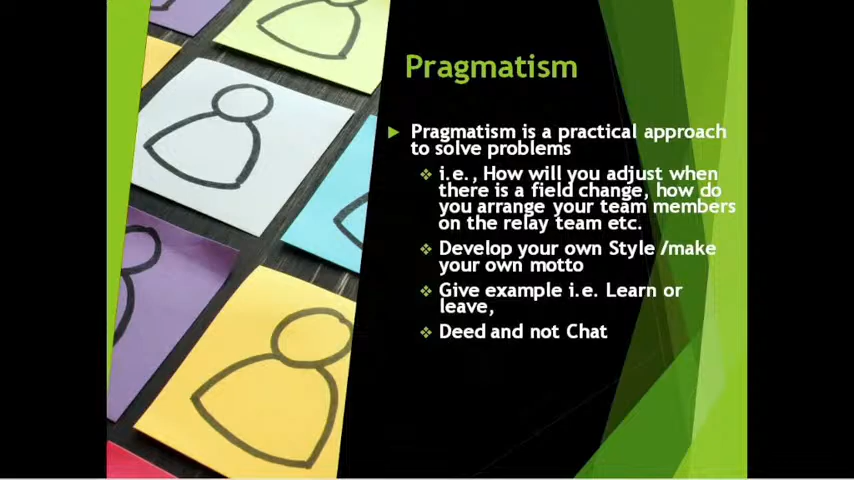 Pragmatism
Pragmatism is a practical approach
to solve problems
i.e., How will you adjust when
there is a field change, how do
you arrange your team members
on the relay team etc.
Develop your own Style /make
your own motto
Give example i.e. Learn or
leave,
Deed and not Chat